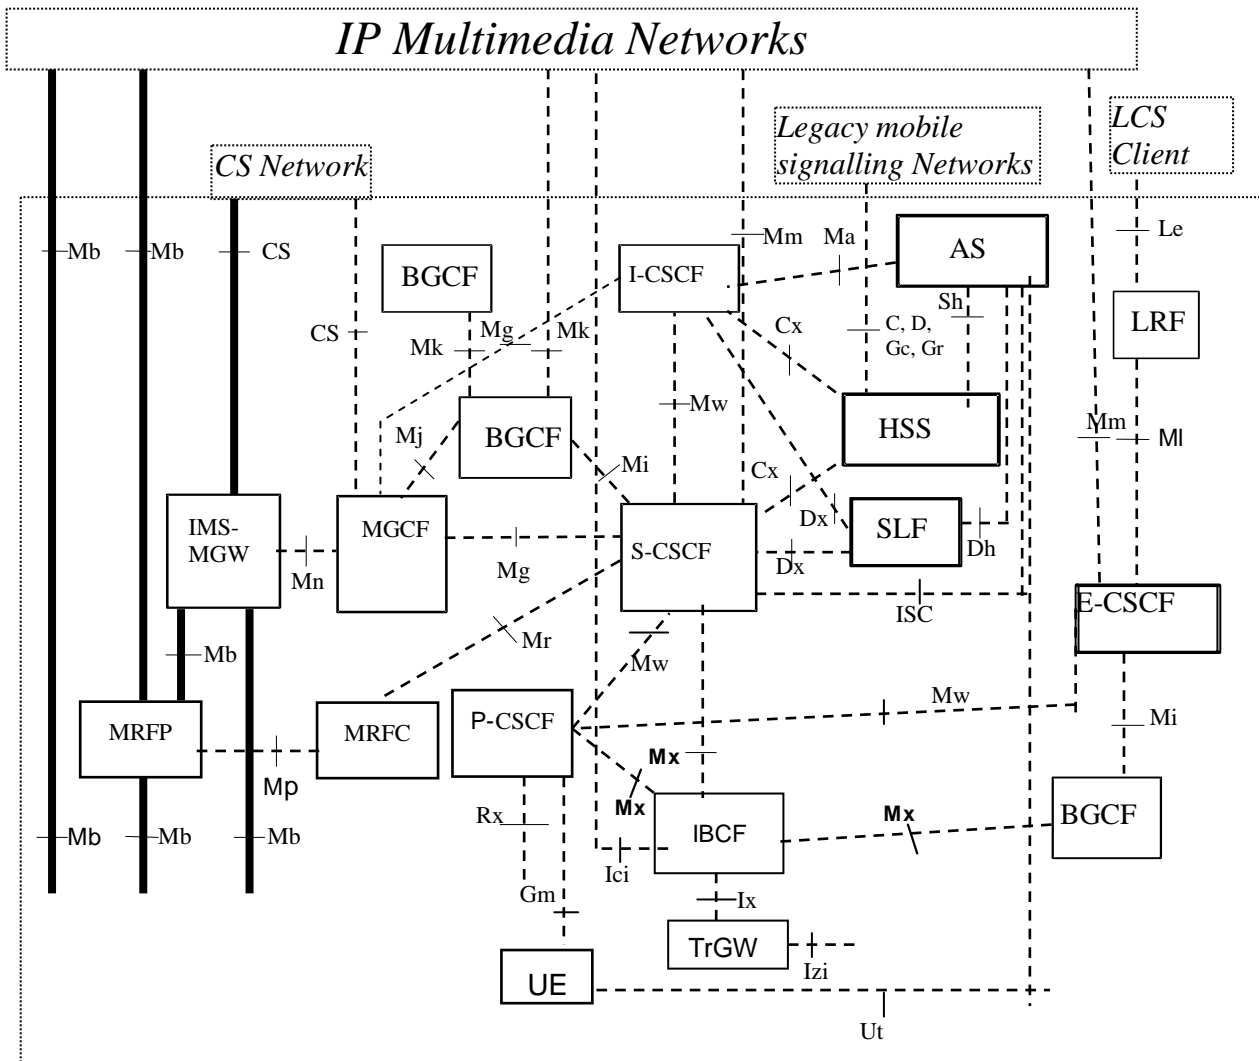 IP Multimedia Networks
Legacy mobile
signalling Networks
LCS
Client
CS Network
Mb
Mb
CS
Mm
Ma
AS
Le
BGCF
I-CSCF
Sh
LRF
CS
Mk
Mg
Mk
Cx
C, D,
Gc, Gr
Mw
HSS
Mm
Ml
Mj
BGCF
Mi
Cx
IMS-
MGW
MGCF
S-CSCF
Dx
SLF
Dh
Mn
Mg
Dx
ISC
E-CSCF
Mr
Mw
Mb
Mw
Mi
MRFP
MRFC
P-CSCF
Mx
Mp
Mx
Mb
Mb
Mb
Rx
IBCF
Mx
BGCF
Ici
Gm
Ix
TrGW
Izi
UE
Ut